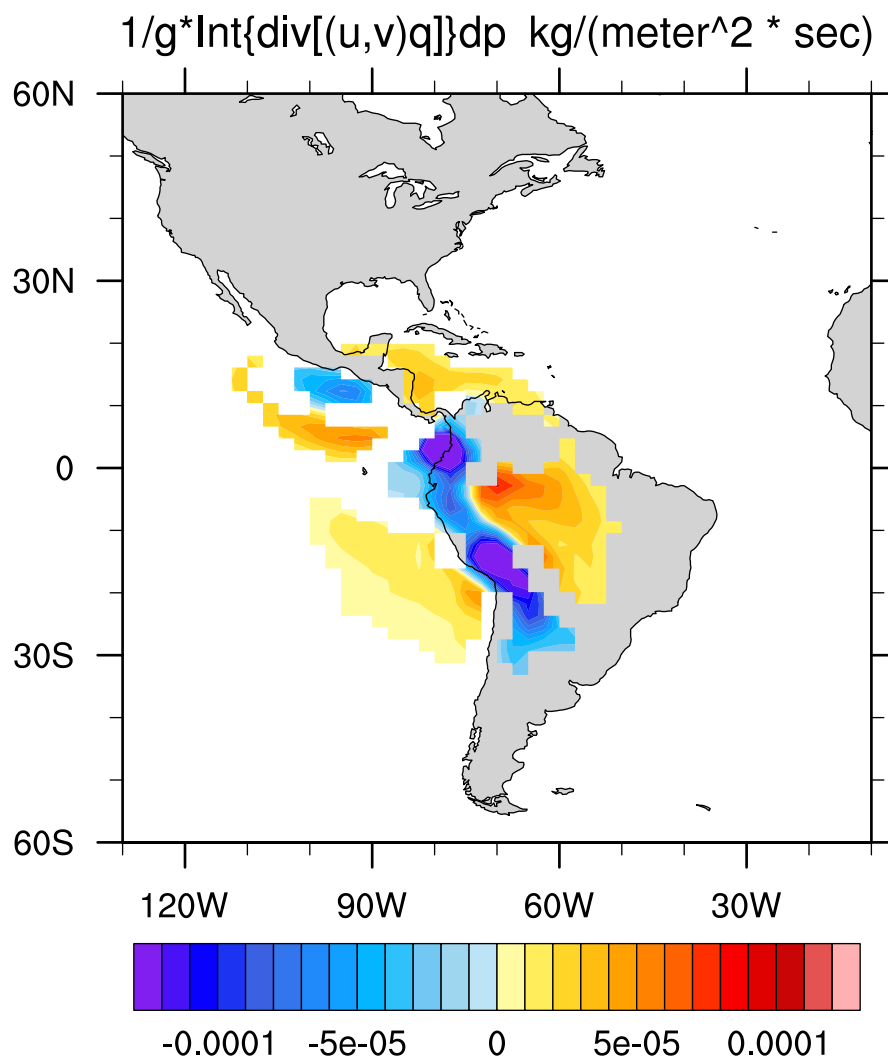 1/g*Int{div[(u,v)q]}dp kg/(meter^2 * sec)
60N
30N
0
30S
60S
120W 90W 60W 30W
-0.0001 -5e-05 0 5e-05 0.0001